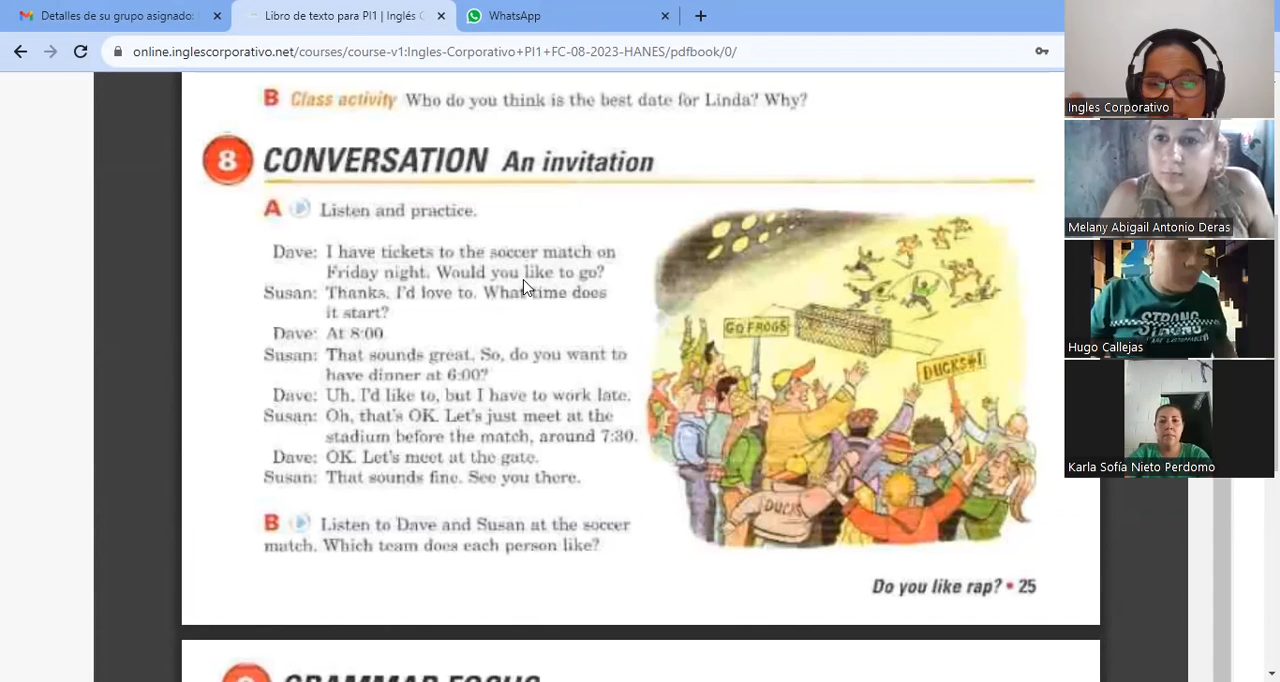 Detalles de su grupo asignado:
Libro de texto para PI1 | Inglés C
WhatsApp
online.inglescorporativo.net/courses/course-v1:Ingles-Corporativo+PI1+FC-08-2023-HANES/pdfbook/0/
B Class activity Who do you think is the best date for Linda? Why?
8 CONVERSATION An invitation
A Listen and practice.
Dave: I have tickets to the soccer match on
Friday night. Would you like to go?
Susan: Thanks. I'd love to. What time does
it start?
Dave: At 8:00
Susan: That sounds great. So, do you want to
have dinner at 6:00?
Dave: Uh, I'd like to, but I have to work late.
Susan: Oh, that's OK. Let's just meet at the
stadium before the match, around 7:30.
Dave: OK. Let's meet at the gate.
Susan: That sounds fine. See you there.
GO FROGS
DUCKS#1
DUCKS
B Listen to Dave and Susan at the soccer
match. Which team does each person like?
Do you like rap? • 25
GRAMMAR FOCUS
Ingles Corporativo
Melany Abigail Antonio Deras
STRONG
Hugo Callejas
Karla Sofía Nieto Perdomo